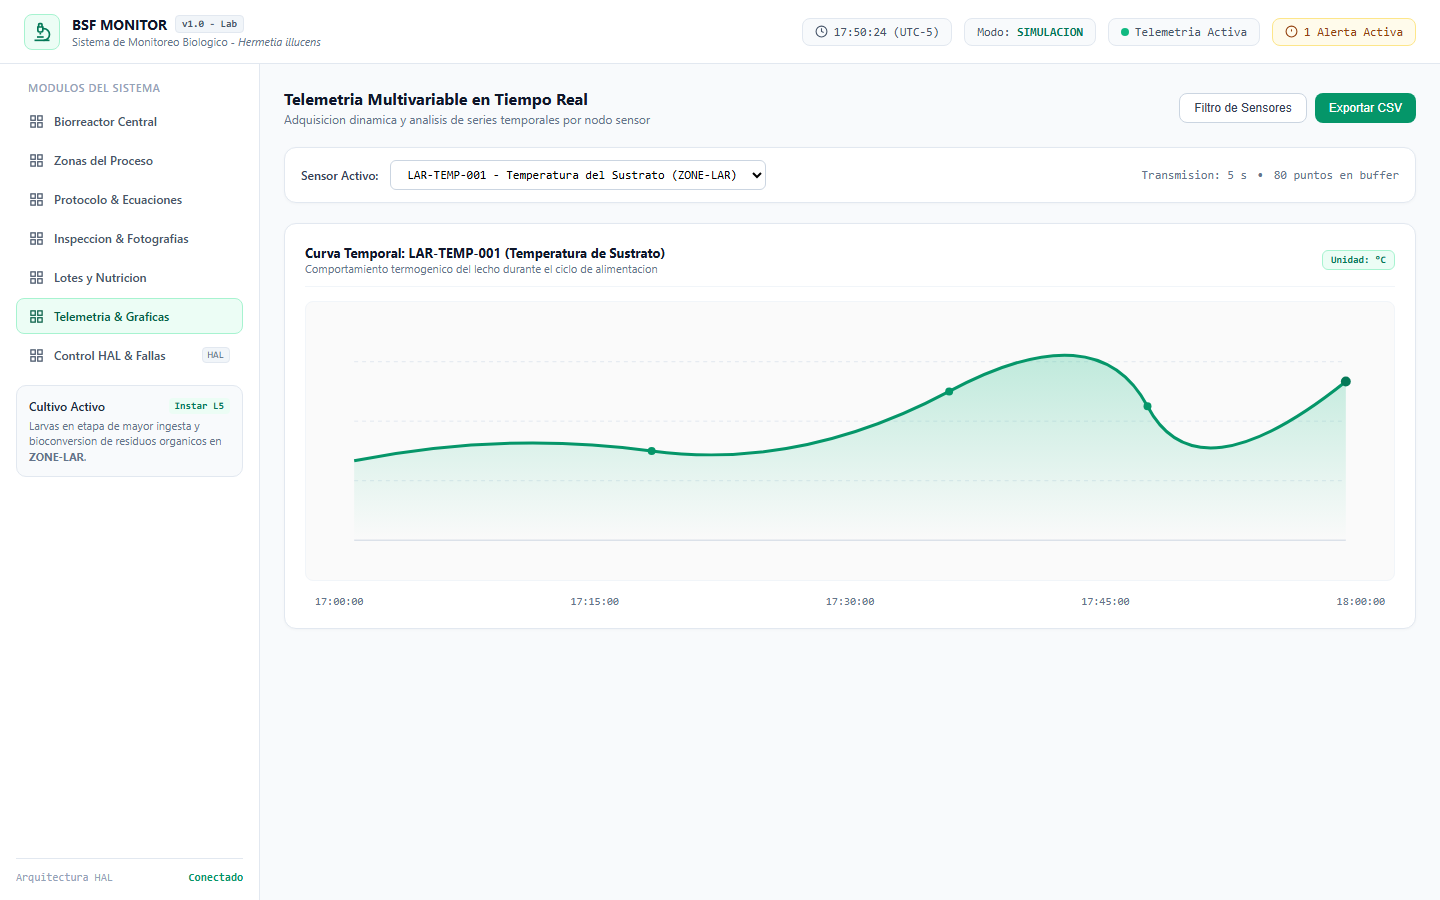 BSF MONITOR v1.0 - Lab
Sistema de Monitoreo Biologico - Hermetia illucens
17:50:24 (UTC-5)
Modo: SIMULACION
Telemetria Activa
1 Alerta Activa
MODULOS DEL SISTEMA
Biorreactor Central
Zonas del Proceso
Protocolo & Ecuaciones
Inspeccion & Fotografias
Lotes y Nutricion
Telemetria & Graficas
Control HAL & Fallas HAL
Cultivo Activo Instar L5
Larvas en etapa de mayor ingesta y
bioconversion de residuos organicos en
ZONE-LAR.
Arquitectura HAL Conectado
Telemetria Multivariable en Tiempo Real
Adquisicion dinamica y analisis de series temporales por nodo sensor
Filtro de Sensores
Exportar CSV
Sensor Activo: LAR-TEMP-001 - Temperatura del Sustrato (ZONE-LAR)
Transmision: 5 s • 80 puntos en buffer
Curva Temporal: LAR-TEMP-001 (Temperatura de Sustrato)
Comportamiento termogenico del lecho durante el ciclo de alimentacion
Unidad: °C
17:00:00 17:15:00 17:30:00 17:45:00 18:00:00